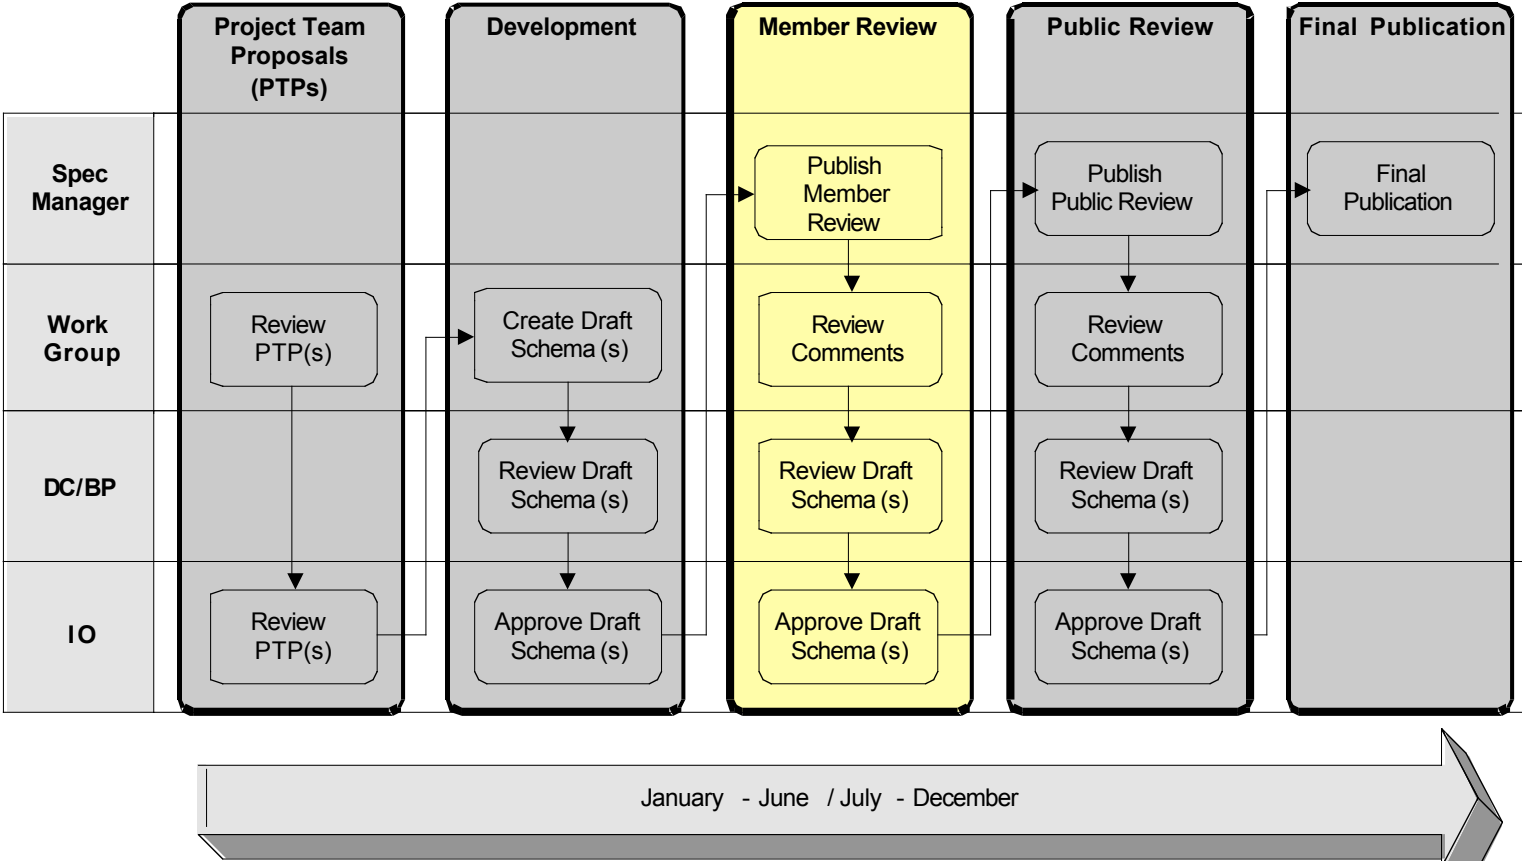 Project Team
Proposals
(PTPs)
Development
Member Review
Public Review
Final Publication
Spec
Manager
Publish
Member
Review
Publish
Public Review
Final
Publication
Work
Group
Review
PTP(s)
Create Draft
Schema (s)
Review
Comments
Review
Comments
DC/BP
Review Draft
Schema (s)
Review Draft
Schema (s)
Review Draft
Schema (s)
IO
Review
PTP(s)
Approve Draft
Schema (s)
Approve Draft
Schema (s)
Approve Draft
Schema (s)
January - June / July - December